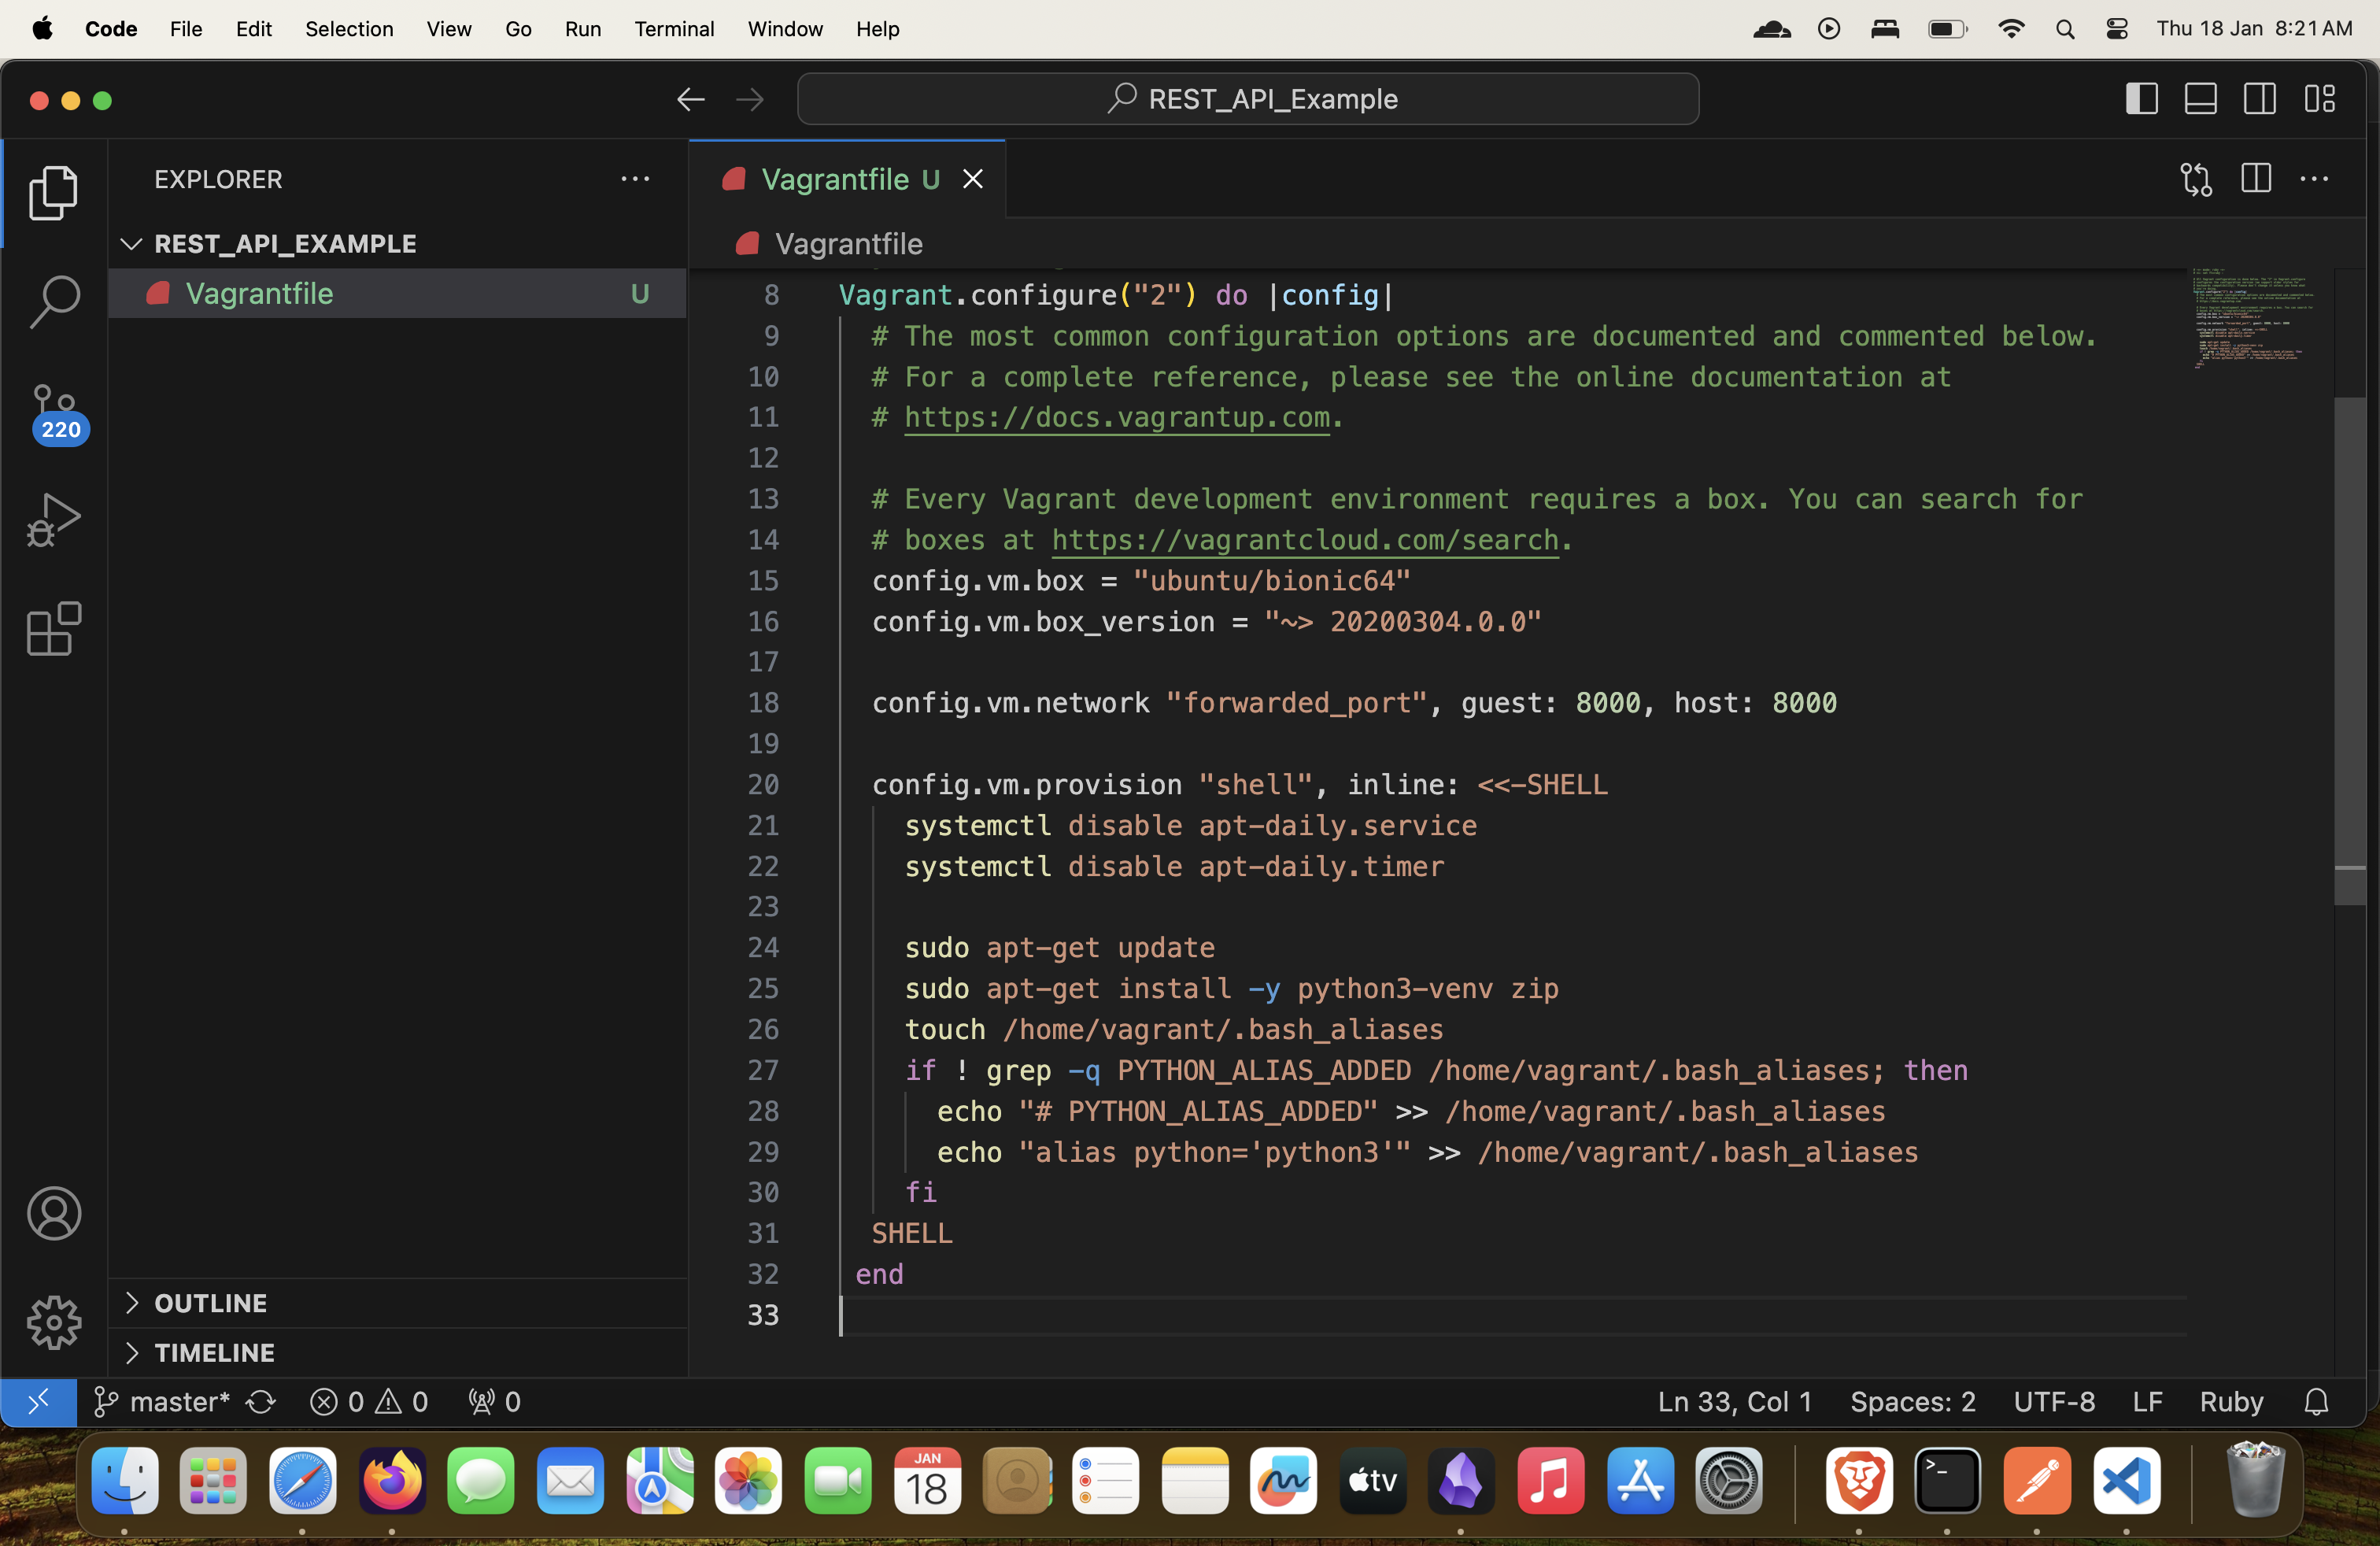 Code File Edit Selection View Go Run Terminal Window Help Thu 18 Jan 8:21 AM
REST_API_Example
EXPLORER
REST_API_EXAMPLE
Vagrantfile U
220
Vagrantfile U
Vagrantfile
8 Vagrant.configure("2") do |config|
9 # The most common configuration options are documented and commented below.
10 # For a complete reference, please see the online documentation at
11 # https://docs.vagrantup.com.
12
13 # Every Vagrant development environment requires a box. You can search for
14 # boxes at https://vagrantcloud.com/search.
15 config.vm.box = "ubuntu/bionic64"
16 config.vm.box_version = "~> 20200304.0.0"
17
18 config.vm.network "forwarded_port", guest: 8000, host: 8000
19
20 config.vm.provision "shell", inline: <<-SHELL
21 systemctl disable apt-daily.service
22 systemctl disable apt-daily.timer
23
24 sudo apt-get update
25 sudo apt-get install -y python3-venv zip
26 touch /home/vagrant/.bash_aliases
27 if ! grep -q PYTHON_ALIAS_ADDED /home/vagrant/.bash_aliases; then
28 echo "# PYTHON_ALIAS_ADDED" >> /home/vagrant/.bash_aliases
29 echo "alias python='python3'" >> /home/vagrant/.bash_aliases
30 fi
31 SHELL
32 end
33
OUTLINE
TIMELINE
master* 0 0 0 Ln 33, Col 1 Spaces: 2 UTF-8 LF Ruby
JAN
18
tv